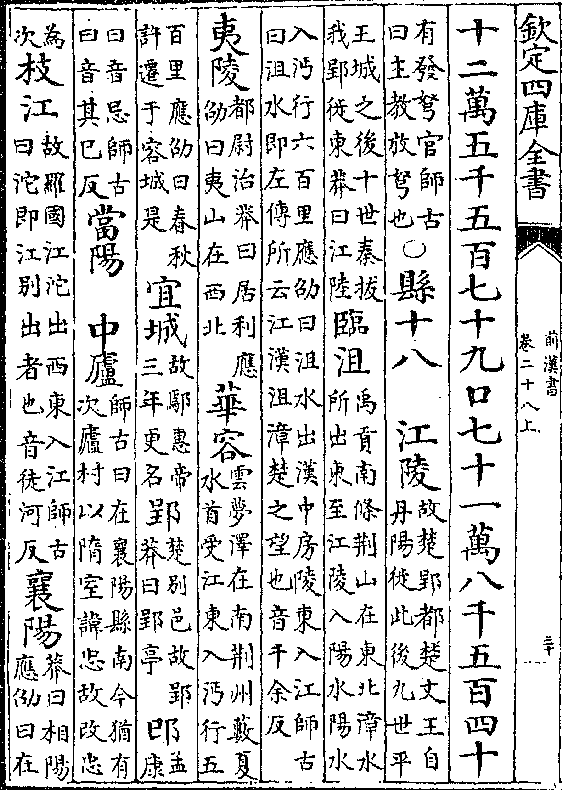 欽定四庫全書
前漢書
卷二十八上
十二萬五千五百七十九口七十一萬八千五百四十
有發弩官師古曰主教放弩也○縣十八　江陵故楚郢都楚文王自丹陽徙此後九世平
王城之後十世秦拔我郢徙東莽曰江陸臨沮禹貢南條荆山在東北漳水所出東至江陵入陽水陽水
入沔行六百里應劭曰沮水出漢中房陵東入江師古曰沮水即左傳所云江漢沮漳楚之望也音千余反
夷陵都尉治莽曰居利應劭曰夷山在西北華容雲夢澤在南荆州藪夏水首受江東入沔行五
百里應劭曰春秋許遷于容城是宜城故鄢惠帝三年更名郢楚别邑故郢莽曰郢亭邔孟康
曰音忌師古曰音其已反當陽　中廬師古曰在襄陽縣南今猶有次廬村以隋室諱忠故改忠
為次枝江故羅國江沱出西東入江師古曰沱即江别出者也音徒河反襄陽莽曰相陽應劭曰在